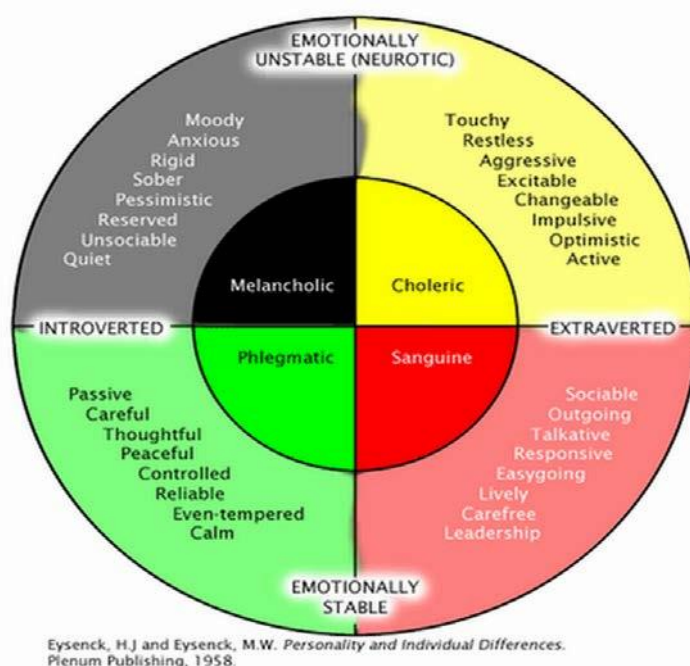 EMOTIONALLY
UNSTABLE (NEUROTIC)
Moody
Anxious
Rigid
Sober
Pessimistic
Reserved
Unsociable
Quiet
Touchy
Restless
Aggressive
Excitable
Changeable
Impulsive
Optimistic
Active
Melancholic
Choleric
INTROVERTED
EXTRAVERTED
Phlegmatic
Sanguine
Passive
Careful
Thoughtful
Peaceful
Controlled
Reliable
Even-tempered
Calm
Sociable
Outgoing
Talkative
Responsive
Easygoing
Lively
Carefree
Leadership
EMOTIONALLY
STABLE
Eysenck, H.J and Eysenck, M.W. Personality and Individual Differences.
Plenum Publishing, 1958.